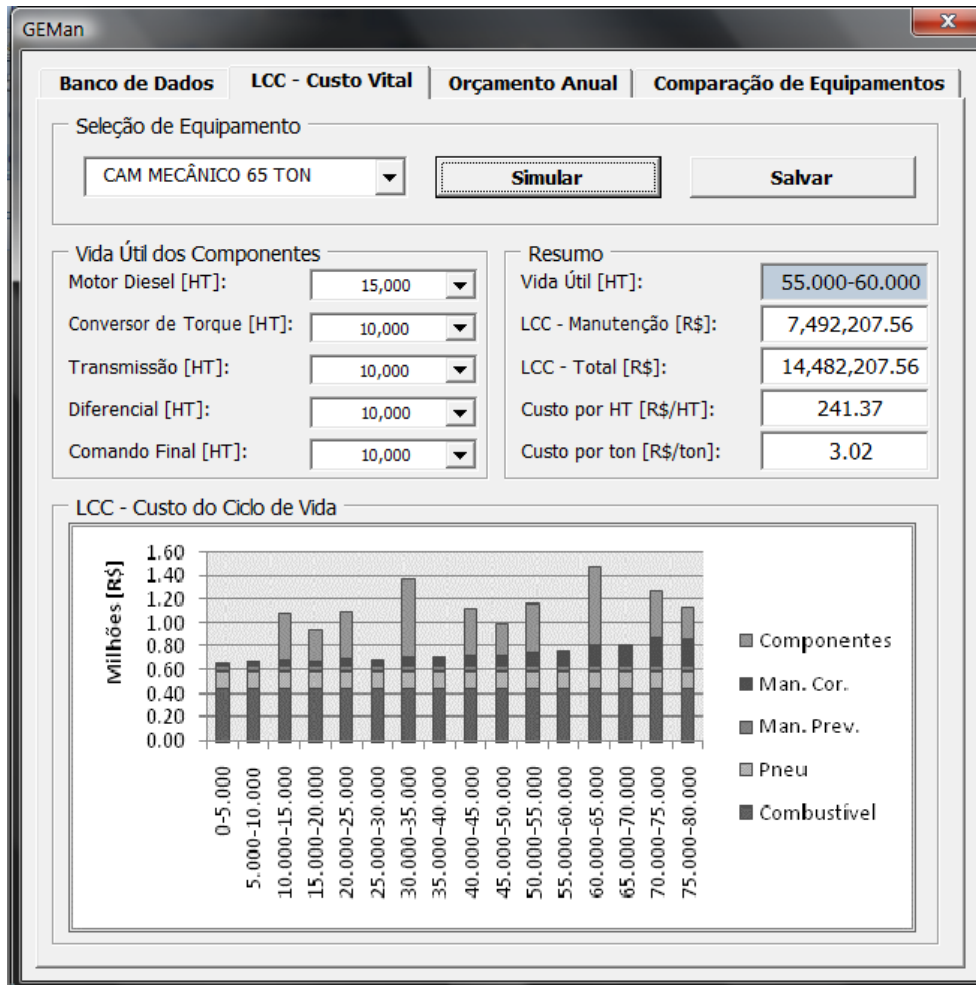 GEMan
Banco de Dados
LCC - Custo Vital
Orçamento Anual
Comparação de Equipamentos
Seleção de Equipamento
CAM MECÂNICO 65 TON
Simular
Salvar
Vida Útil dos Componentes
Motor Diesel [HT]: 15,000
Conversor de Torque [HT]: 10,000
Transmissão [HT]: 10,000
Diferencial [HT]: 10,000
Comando Final [HT]: 10,000
Resumo
Vida Útil [HT]: 55.000-60.000
LCC - Manutenção [R$]: 7,492,207.56
LCC - Total [R$]: 14,482,207.56
Custo por HT [R$/HT]: 241.37
Custo por ton [R$/ton]: 3.02
LCC - Custo do Ciclo de Vida
Milhões [R$]
1.60
1.40
1.20
1.00
0.80
0.60
0.40
0.20
0.00
0-5.000
5.000-10.000
10.000-15.000
15.000-20.000
20.000-25.000
25.000-30.000
30.000-35.000
35.000-40.000
40.000-45.000
45.000-50.000
50.000-55.000
55.000-60.000
60.000-65.000
65.000-70.000
70.000-75.000
75.000-80.000
Componentes
Man. Cor.
Man. Prev.
Pneu
Combustível